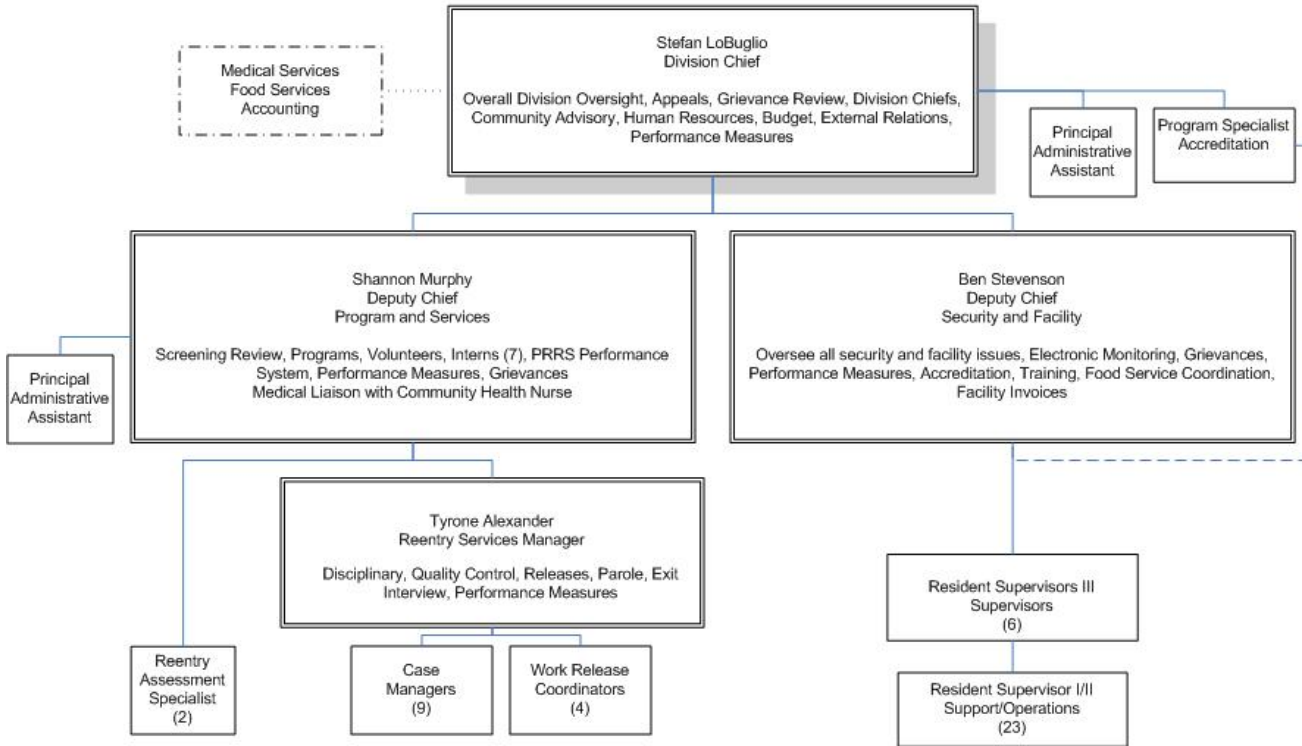 Stefan LoBuglio
Division Chief
Overall Division Oversight, Appeals, Grievance Review, Division Chiefs,
Community Advisory, Human Resources, Budget, External Relations,
Performance Measures
Medical Services
Food Services
Accounting
Principal
Administrative
Assistant
Program Specialist
Accreditation
Shannon Murphy
Deputy Chief
Program and Services
Screening Review, Programs, Volunteers, Interns (7), PRRS Performance
System, Performance Measures, Grievances
Medical Liaison with Community Health Nurse
Ben Stevenson
Deputy Chief
Security and Facility
Oversee all security and facility issues, Electronic Monitoring, Grievances,
Performance Measures, Accreditation, Training, Food Service Coordination,
Facility Invoices
Principal
Administrative
Assistant
Tyrone Alexander
Reentry Services Manager
Disciplinary, Quality Control, Releases, Parole, Exit
Interview, Performance Measures
Resident Supervisors III
Supervisors
(6)
Reentry
Assessment
Specialist
(2)
Case
Managers
(9)
Work Release
Coordinators
(4)
Resident Supervisor I/II
Support/Operations
(23)